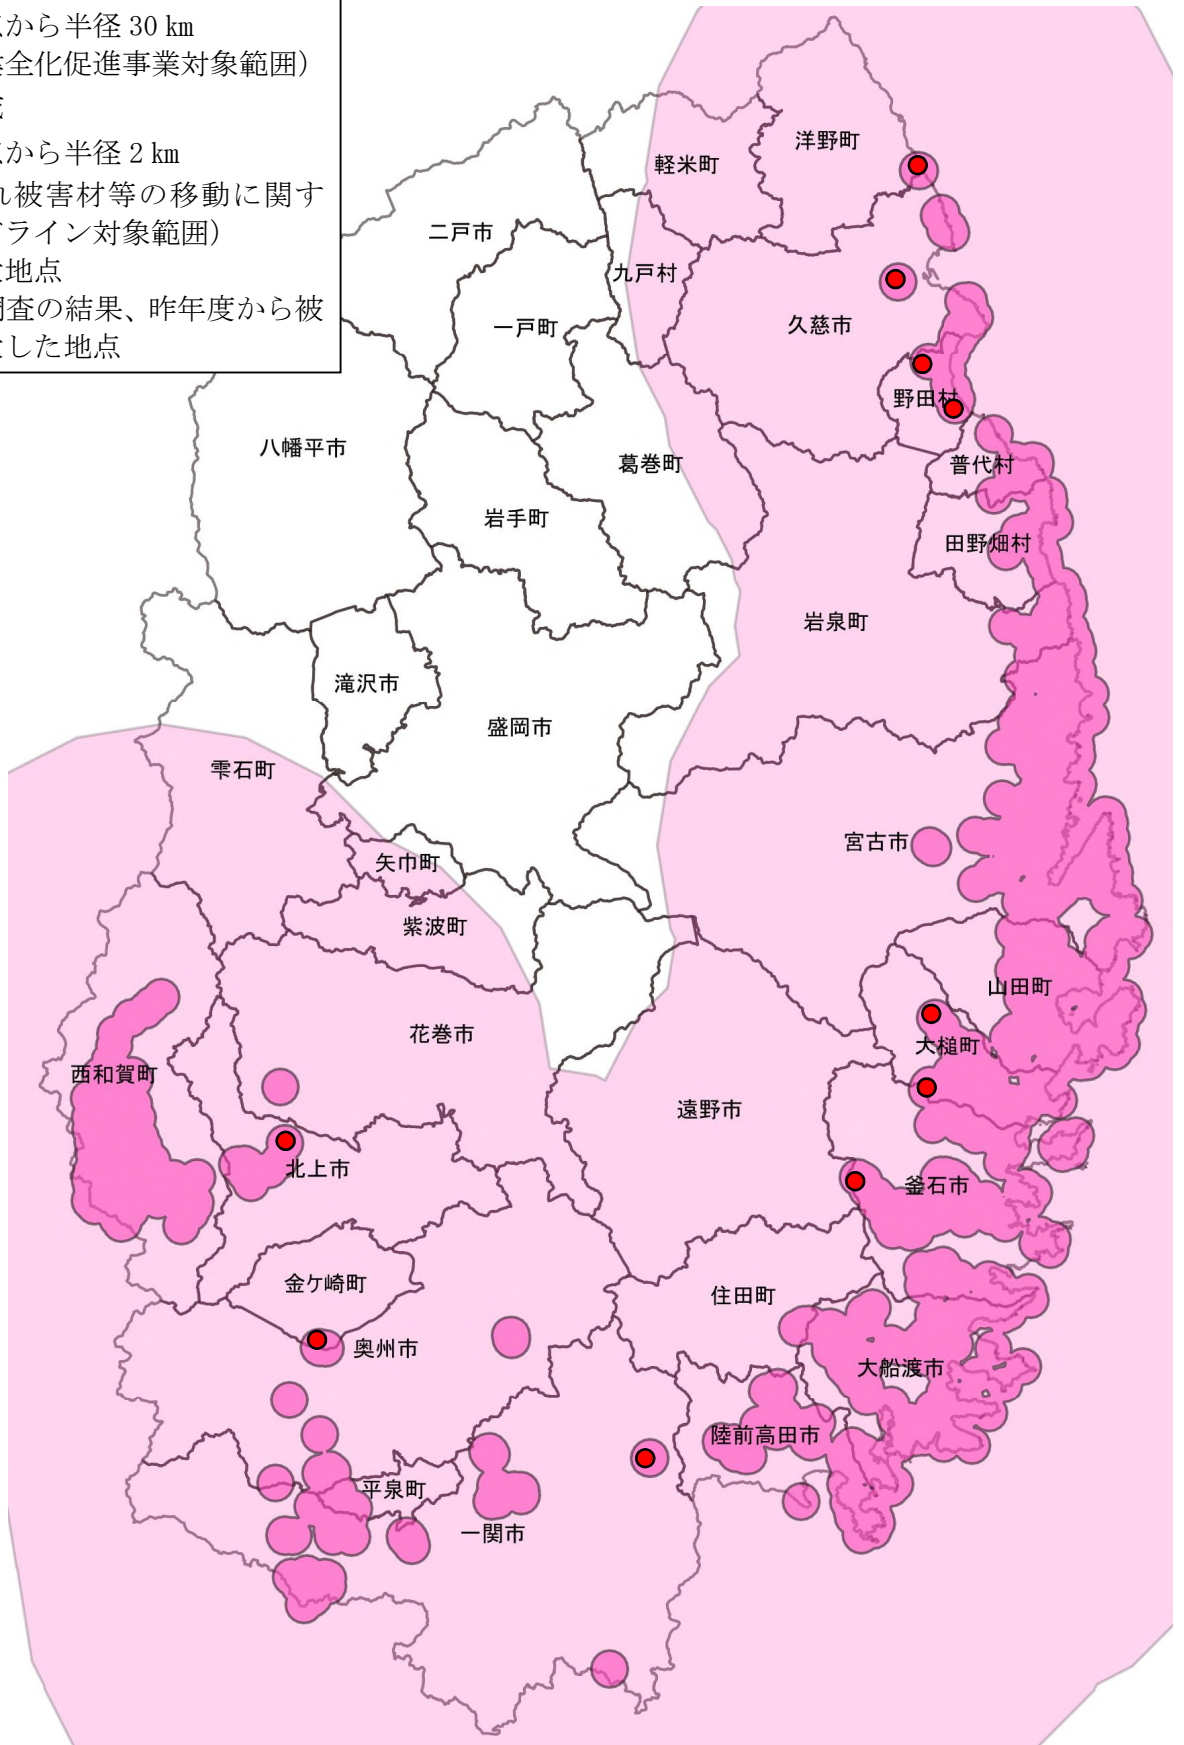 から半径 30 km
全化促進事業対象範囲）
から半径 2 km
被害材等の移動に関す
ライン対象範囲）
地点
調査の結果、昨年度から被
した地点
洋野町
軽米町
二戸市
九戸村
一戸町
久慈市
野田村
八幡平市
葛巻町
普代村
岩手町
田野畑村
岩泉町
滝沢市
盛岡市
雫石町
宮古市
矢巾町
紫波町
山田町
花巻市
大槌町
西和賀町
遠野市
北上市
釜石市
金ケ崎町
住田町
奥州市
大船渡市
陸前高田市
平泉町
一関市